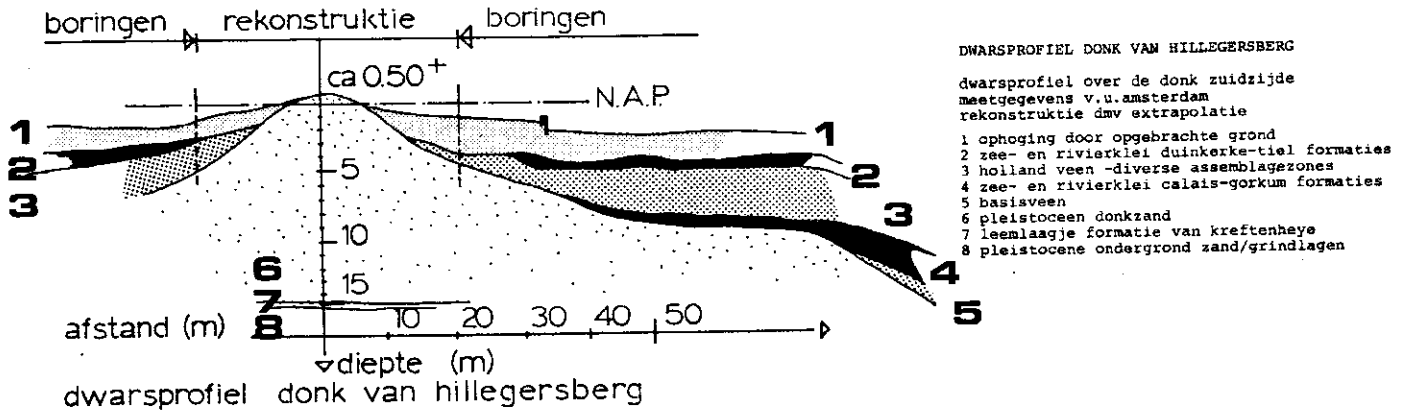 boringen rekonstruktie boringen
ca 0.50+
N.A.P.
1 1 1
2 2
3 3
4
5
5
10
15
6
7
8
afstand (m) 10 20 30 40 50
diepte (m)
dwarsprofiel donk van hillegersberg
DWARSPROFIEL DONK VAN HILLEGERSBERG
dwarsprofiel over de donk zuidzijde
meetgegevens v.u.amsterdam
rekonstruktie dmv extrapolatie
1 ophoging door opgebrachte grond
2 zee- en rivierklei duinkerke-tiel formaties
3 holland veen -diverse assemblagezones
4 zee- en rivierklei calais-gorkum formaties
5 basisveen
6 pleistoceen donkzand
7 leemlaagje formatie van kreftenheye
8 pleistocene ondergrond zand/grindlagen